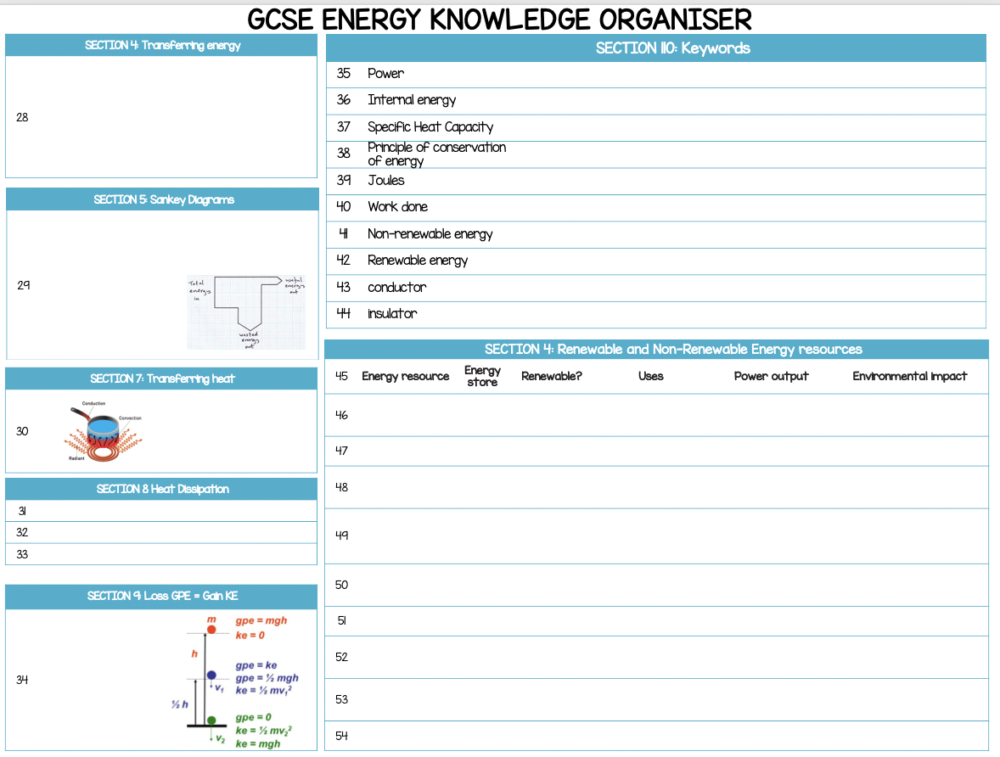 GCSE ENERGY KNOWLEDGE ORGANISER
SECTION 4: Transferring energy
28
SECTION 5: Sankey Diagrams
29
Total
energy
in
useful
energy
out
wasted
energy
out
SECTION 7: Transferring heat
30
Conduction
Convection
Radiant
SECTION 8 Heat Dissipation
31
32
33
SECTION 9: Loss GPE = Gain KE
34
m
gpe = mgh
ke = 0
h
gpe = ke
gpe = ½ mgh
ke = ½ mv₁²
v₁
½ h
gpe = 0
ke = ½ mv₂²
ke = mgh
v₂
SECTION 110: Keywords
35 Power
36 Internal energy
37 Specific Heat Capacity
38 Principle of conservation
of energy
39 Joules
40 Work done
41 Non-renewable energy
42 Renewable energy
43 conductor
44 insulator
SECTION 4: Renewable and Non-Renewable Energy resources
45 Energy resource Energy store Renewable? Uses Power output Environmental impact
46
47
48
49
50
51
52
53
54